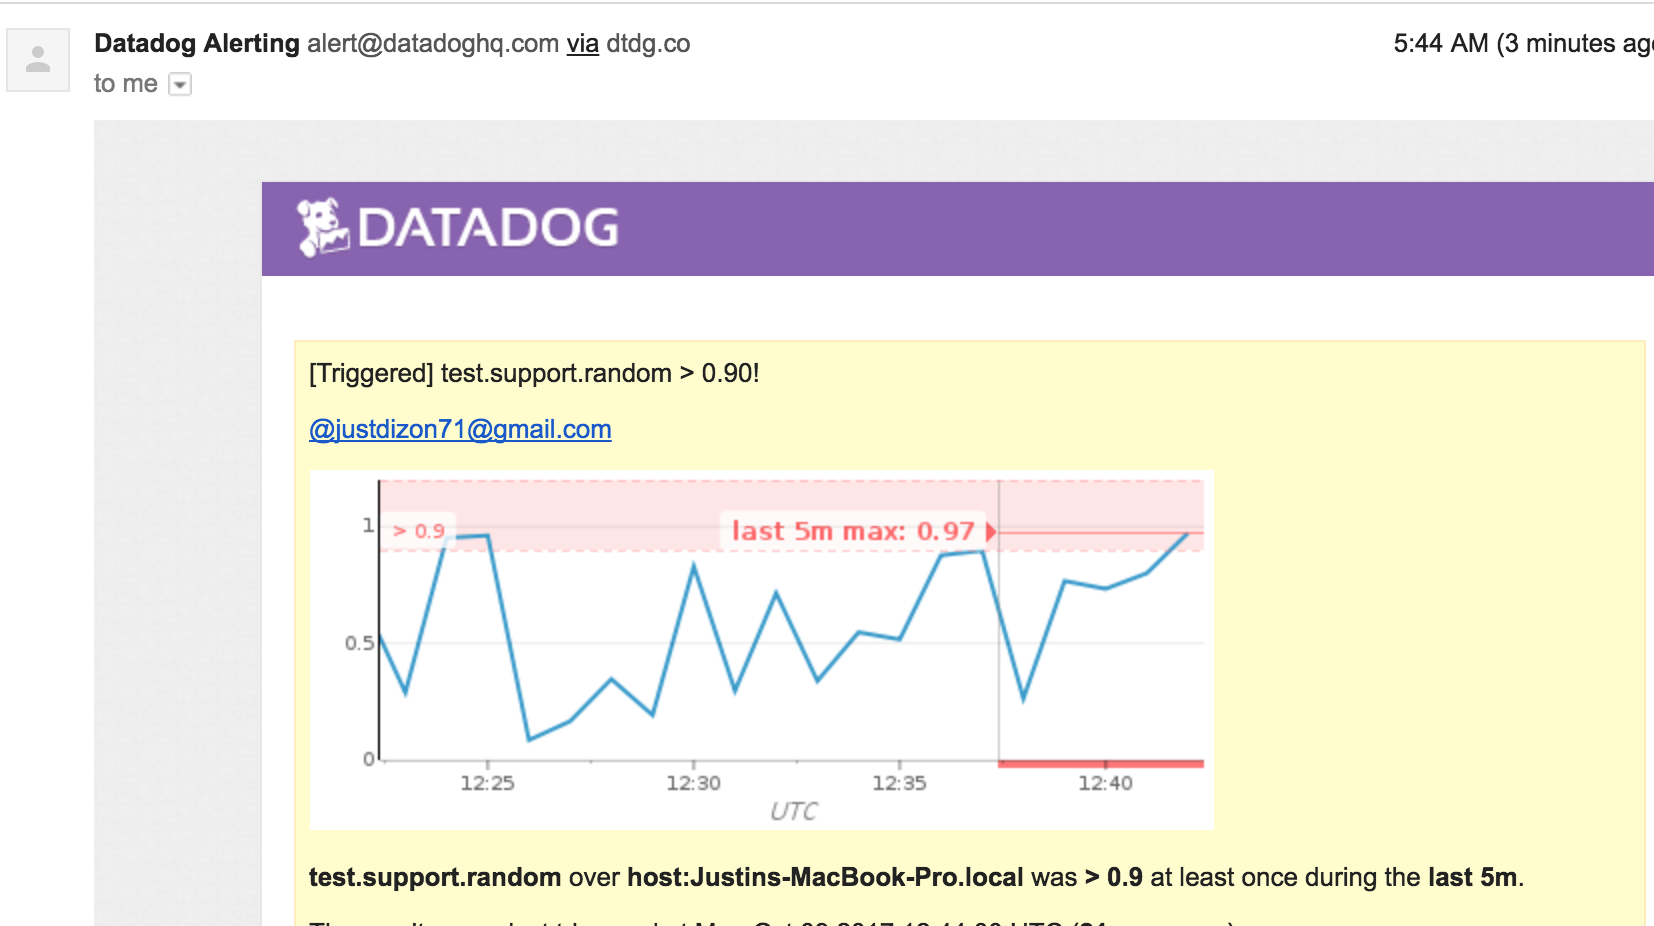 Datadog Alerting alert@datadoghq.com via dtdg.co
5:44 AM (3 minutes ag
to me
DATADOG
[Triggered] test.support.random > 0.90!
@justdizon71@gmail.com
1
> 0.9
last 5m max: 0.97
0.5
0
12:25 12:30 12:35 12:40
UTC
test.support.random over host:Justins-MacBook-Pro.local was > 0.9 at least once during the last 5m.